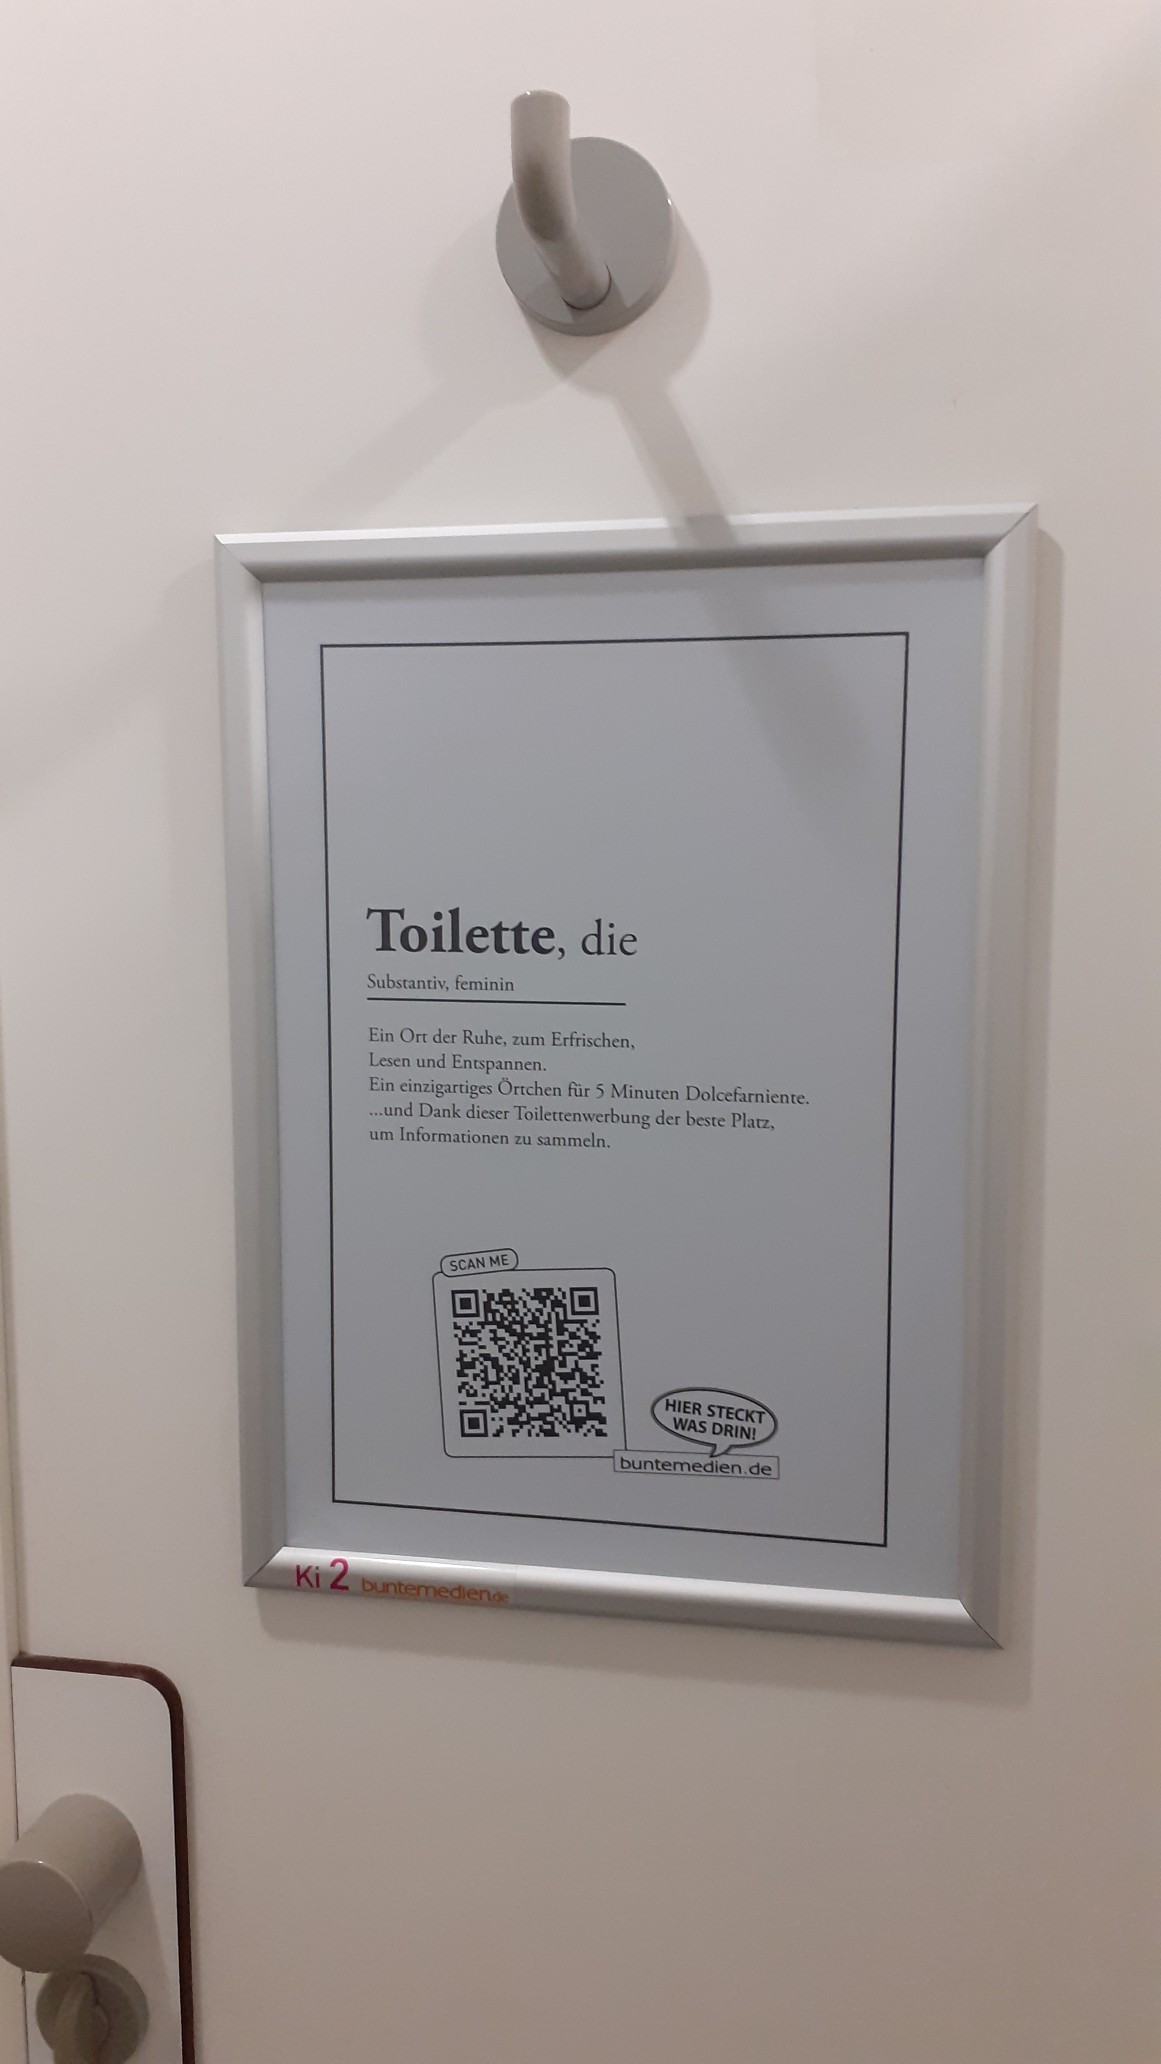 Toilette, die
Substantiv, feminin
Ein Ort der Ruhe, zum Erfrischen,
Lesen und Entspannen.
Ein einzigartiges Örtchen für 5 Minuten Dolcefarniente.
...und Dank dieser Toilettenwerbung der beste Platz,
um Informationen zu sammeln.
SCAN ME
HIER STECKT
WAS DRIN!
buntemedien.de
Ki 2 buntemedien.de